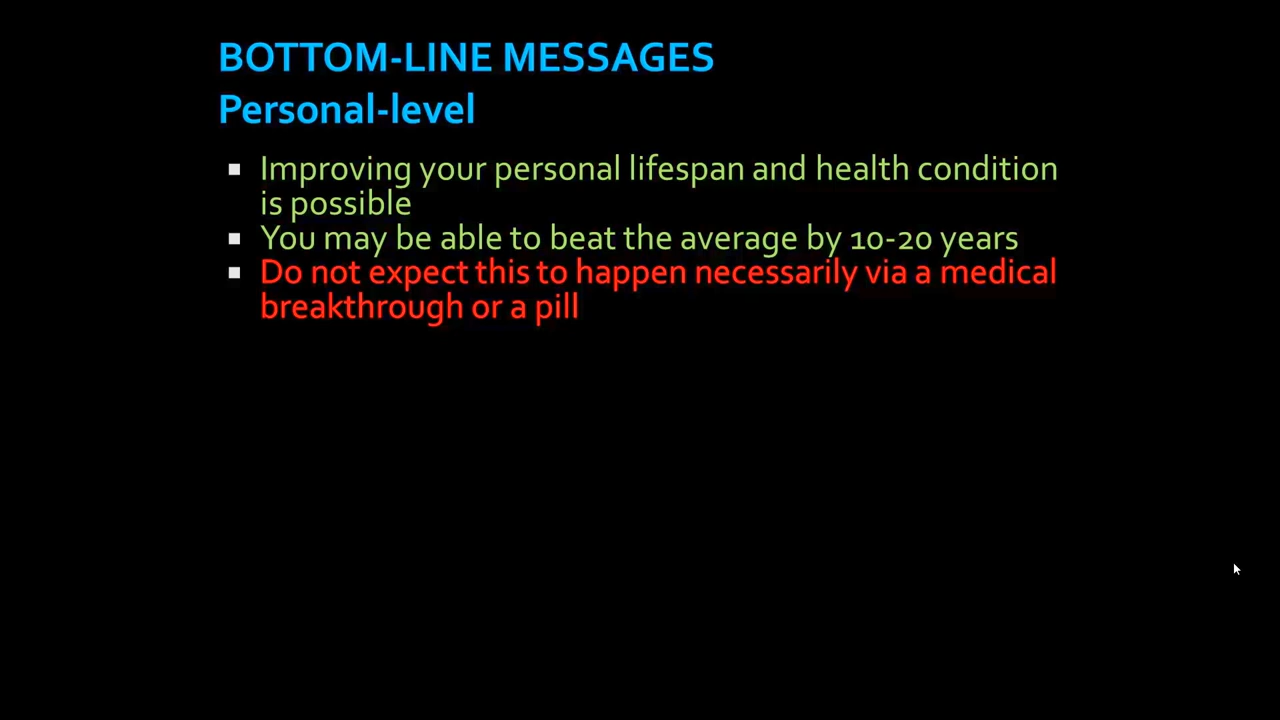 BOTTOM-LINE MESSAGES
Personal-level
▪ Improving your personal lifespan and health condition
is possible
▪ You may be able to beat the average by 10-20 years
▪ Do not expect this to happen necessarily via a medical
breakthrough or a pill